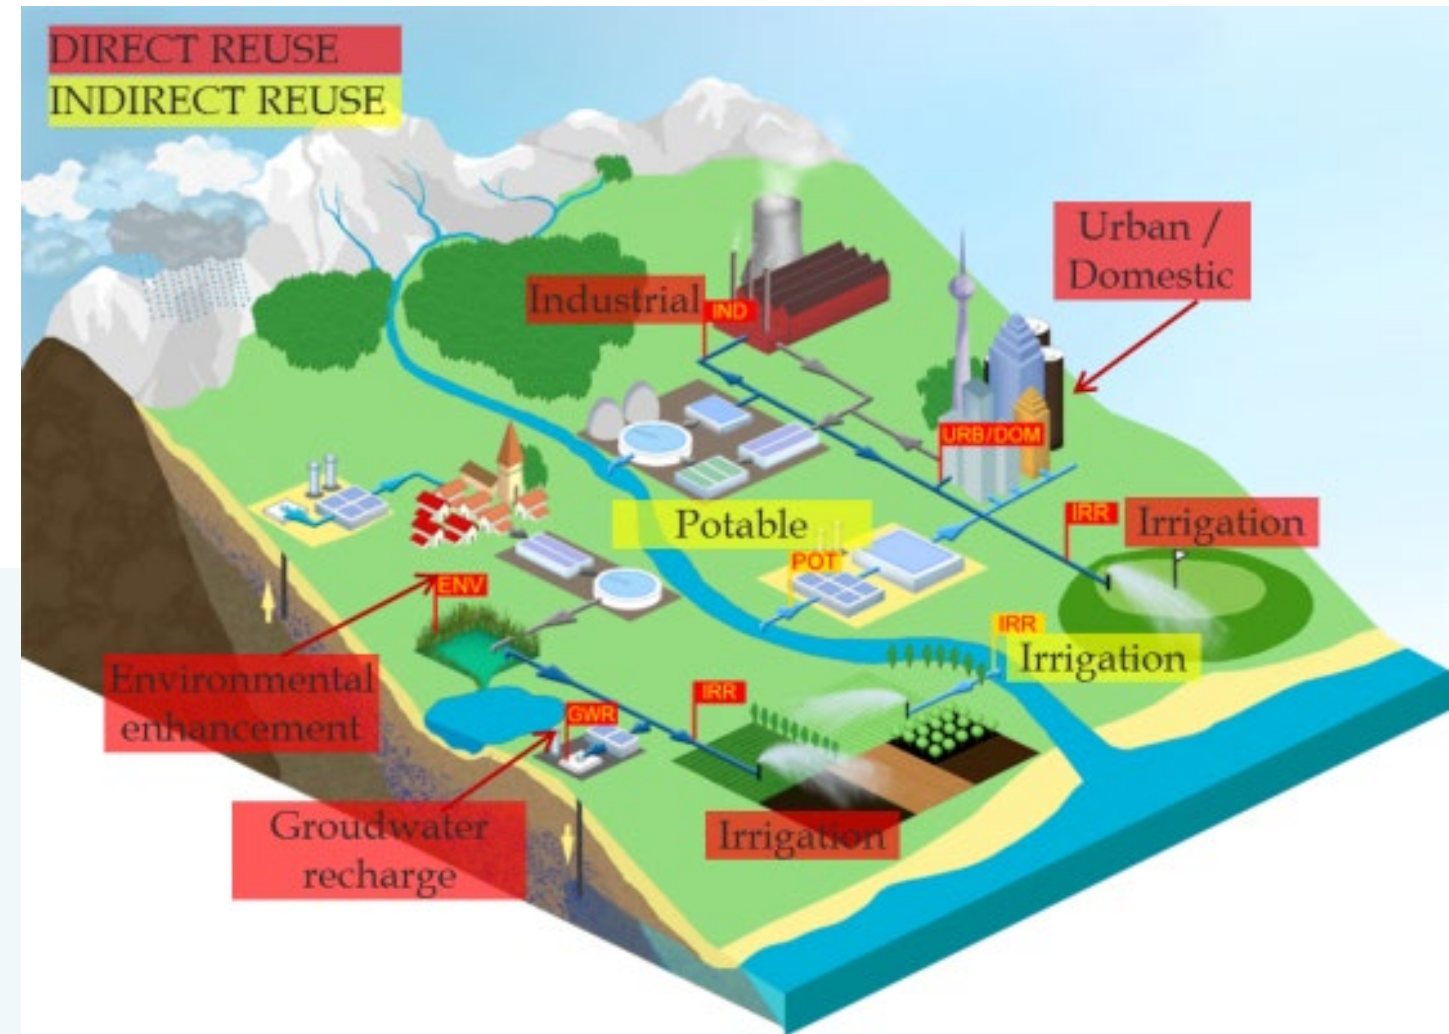 DIRECT REUSE
INDIRECT REUSE
Urban /
Domestic
Industrial
IND
URB/DOM
Potable
IRR
Irrigation
POT
ENV
IRR
Irrigation
Environmental
enhancement
IRR
GWR
Groudwater
recharge
Irrigation